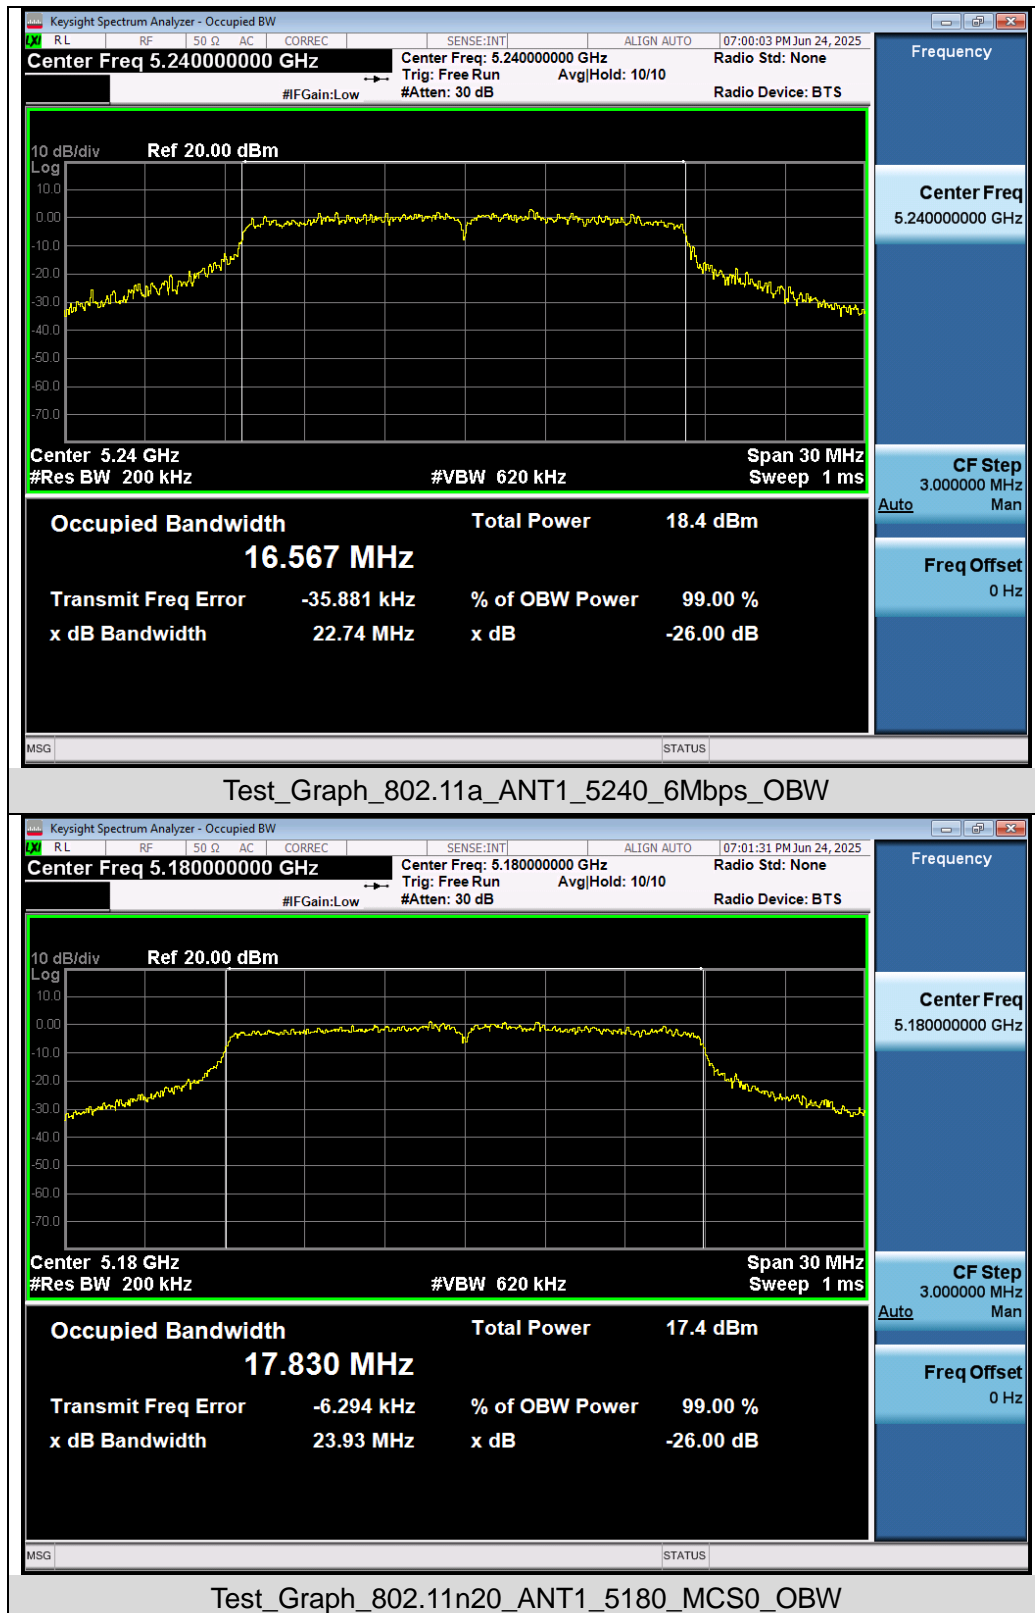 Keysight Spectrum Analyzer - Occupied BW
LXI RL RF 50 Ω AC CORREC SENSE:INT ALIGN AUTO 07:00:03 PM Jun 24, 2025
Center Freq 5.240000000 GHz
Center Freq: 5.240000000 GHz Radio Std: None
Trig: Free Run Avg|Hold: 10/10
#IFGain:Low #Atten: 30 dB Radio Device: BTS
Frequency
10 dB/div Ref 20.00 dBm
Log
10.0
0.00
-10.0
-20.0
-30.0
-40.0
-50.0
-60.0
-70.0
Center 5.24 GHz Span 30 MHz
#Res BW 200 kHz #VBW 620 kHz Sweep 1 ms
Center Freq
5.240000000 GHz
CF Step
3.000000 MHz
Auto Man
Freq Offset
0 Hz
Occupied Bandwidth Total Power 18.4 dBm
16.567 MHz
Transmit Freq Error -35.881 kHz % of OBW Power 99.00 %
x dB Bandwidth 22.74 MHz x dB -26.00 dB
MSG STATUS
Test_Graph_802.11a_ANT1_5240_6Mbps_OBW
Keysight Spectrum Analyzer - Occupied BW
LXI RL RF 50 Ω AC CORREC SENSE:INT ALIGN AUTO 07:01:31 PM Jun 24, 2025
Center Freq 5.180000000 GHz
Center Freq: 5.180000000 GHz Radio Std: None
Trig: Free Run Avg|Hold: 10/10
#IFGain:Low #Atten: 30 dB Radio Device: BTS
Frequency
10 dB/div Ref 20.00 dBm
Log
10.0
0.00
-10.0
-20.0
-30.0
-40.0
-50.0
-60.0
-70.0
Center 5.18 GHz Span 30 MHz
#Res BW 200 kHz #VBW 620 kHz Sweep 1 ms
Center Freq
5.180000000 GHz
CF Step
3.000000 MHz
Auto Man
Freq Offset
0 Hz
Occupied Bandwidth Total Power 17.4 dBm
17.830 MHz
Transmit Freq Error -6.294 kHz % of OBW Power 99.00 %
x dB Bandwidth 23.93 MHz x dB -26.00 dB
MSG STATUS
Test_Graph_802.11n20_ANT1_5180_MCS0_OBW